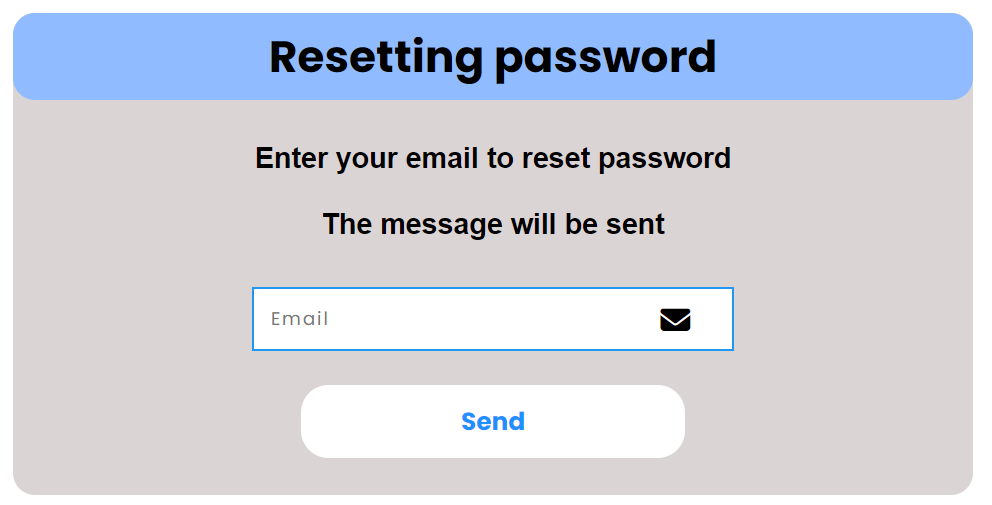 Resetting password
Enter your email to reset password
The message will be sent
Email
Send